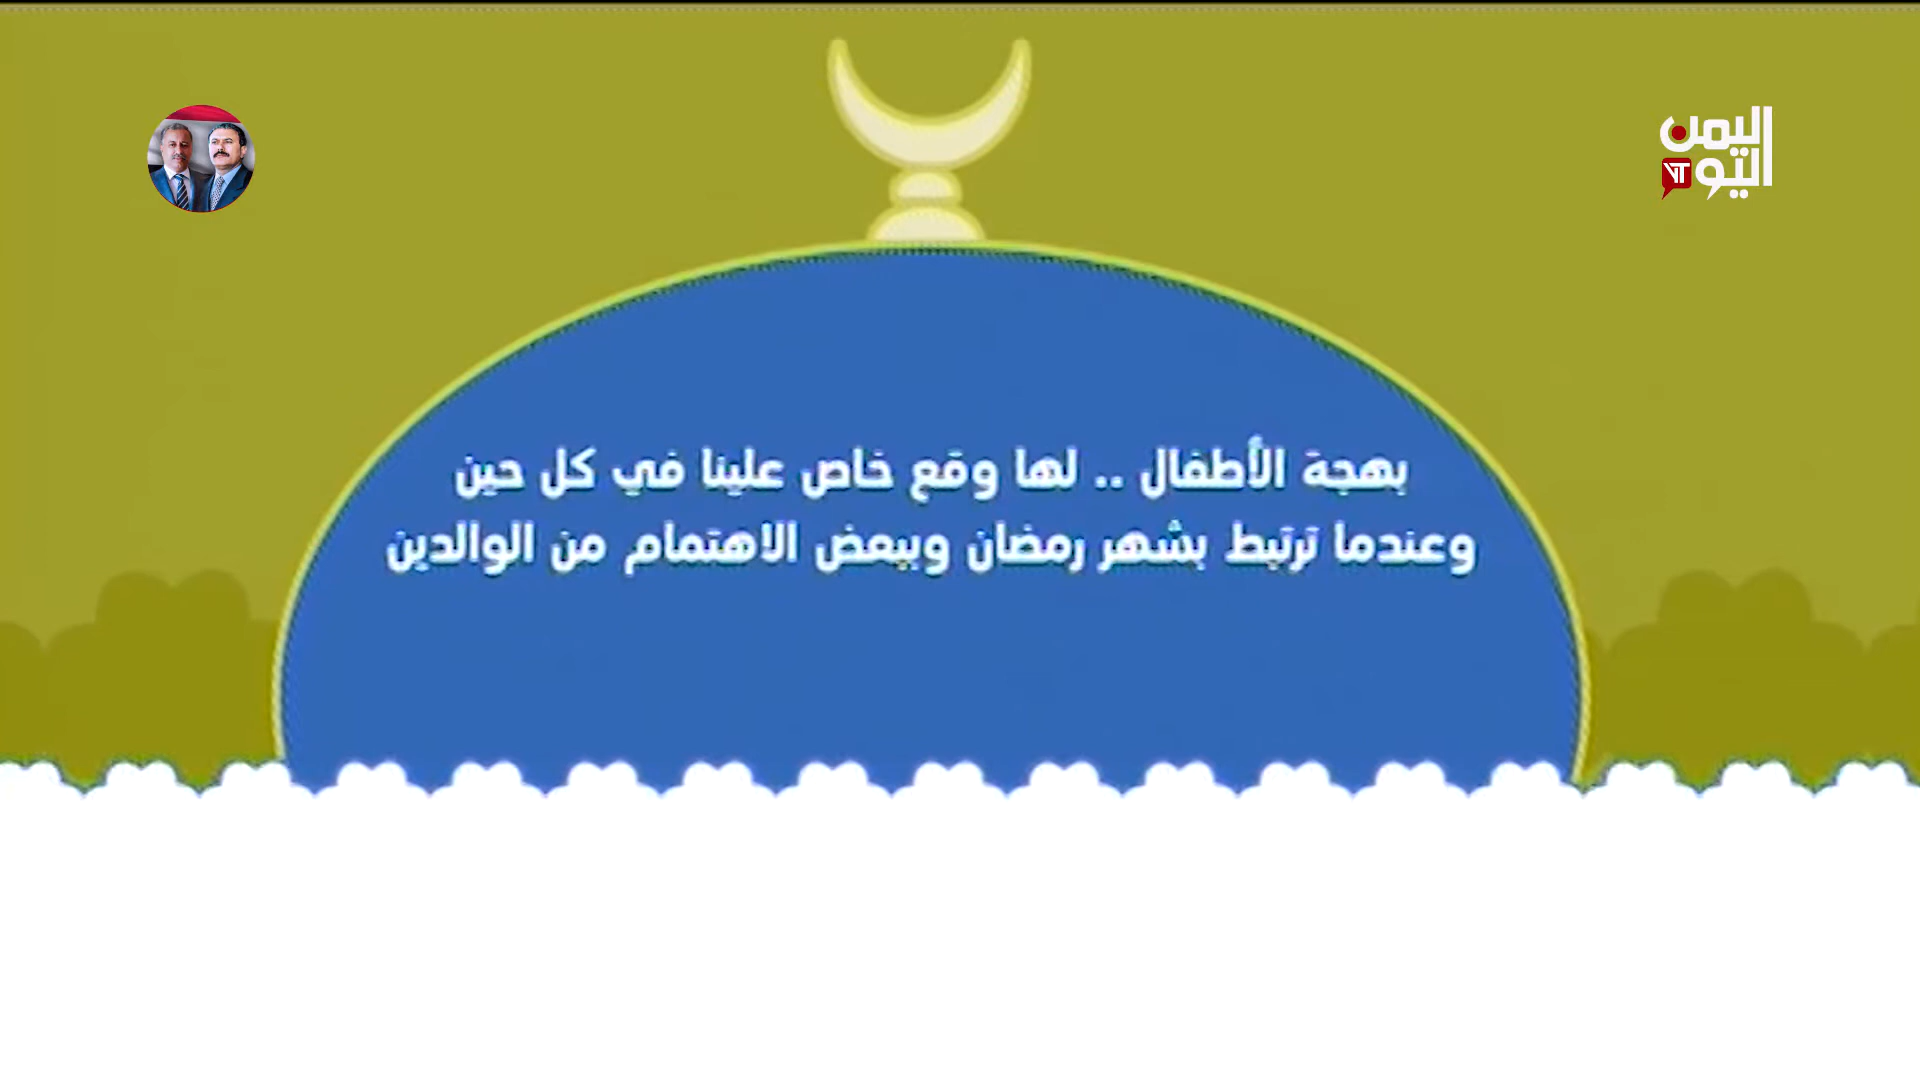 اليمن
اليوم
YT
بهجة الأطفال .. لها وقع خاص علينا في كل حين
وعندما ترتبط بشهر رمضان وببعض الاهتمام من الوالدين